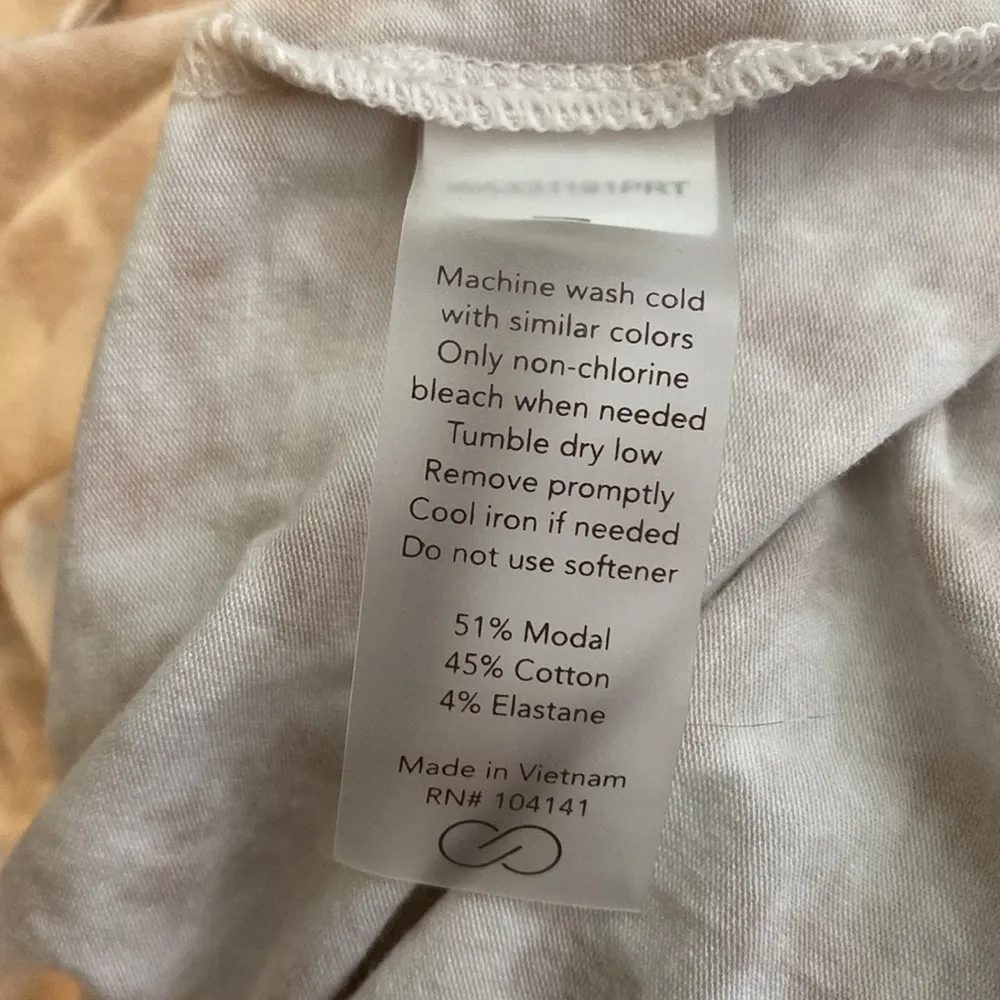 Machine wash cold
with similar colors
Only non-chlorine
bleach when needed
Tumble dry low
Remove promptly
Cool iron if needed
Do not use softener
51% Modal
45% Cotton
4% Elastane
Made in Vietnam
RN# 104141